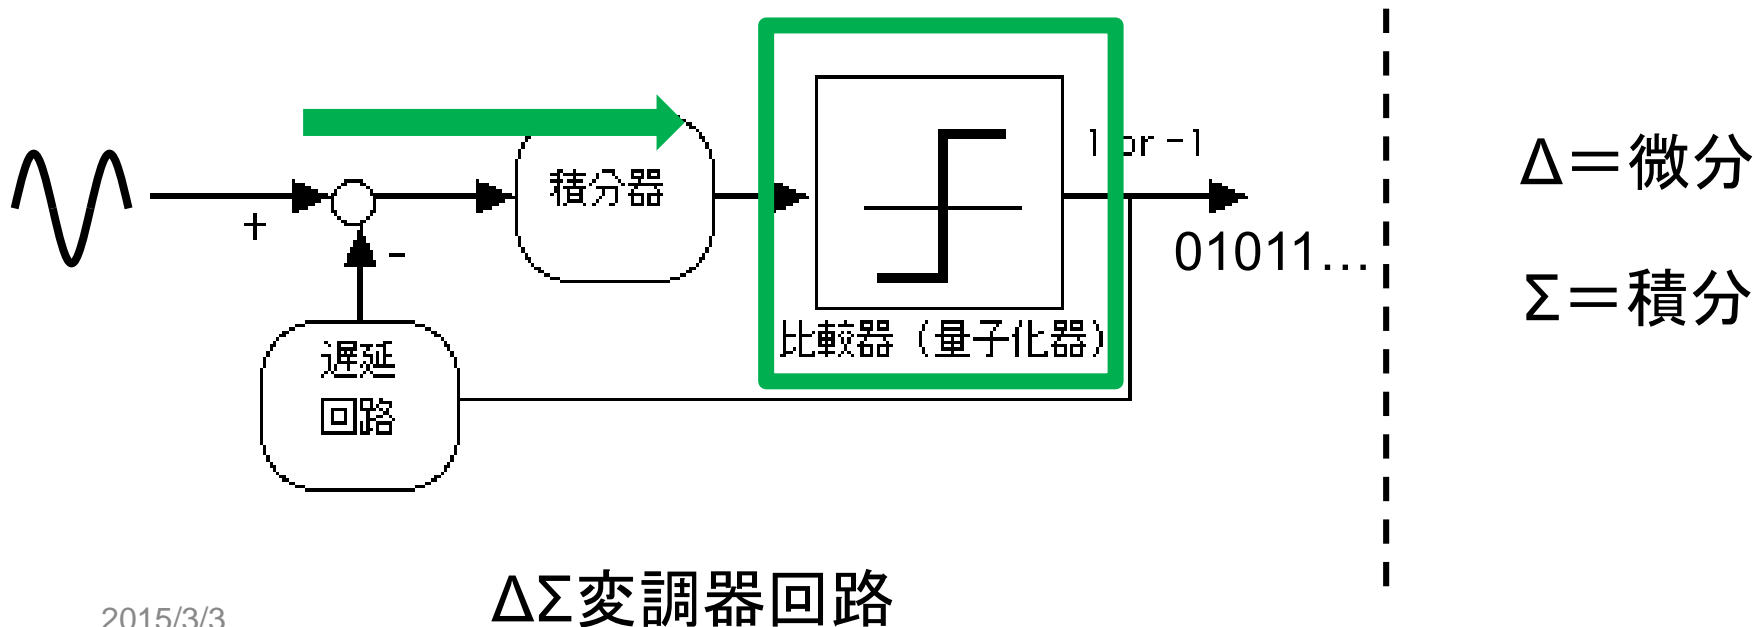 積分器
1 or -1
+
-
01011…
比較器（量子化器）
遅延
回路
Δ＝微分
Σ＝積分
ΔΣ変調器回路
2015/3/3